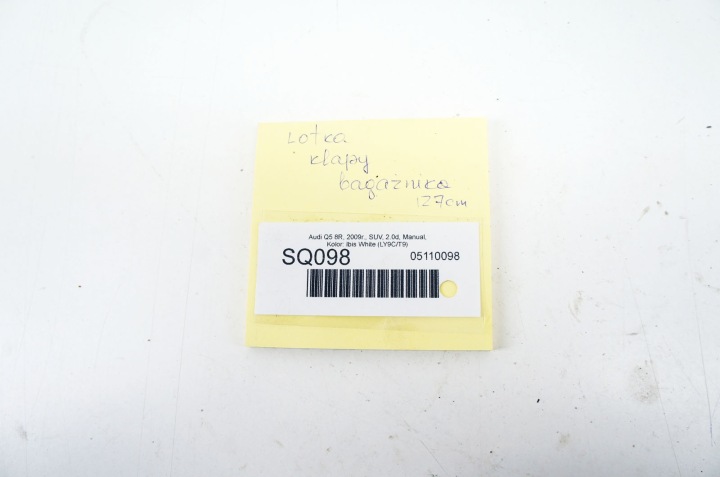 Lotka
klapy
bagażnika
127cm
Audi Q5 8R, 2009r., SUV, 2.0d, Manual,
Kolor: Ibis White (LY9C/T9)
SQ098 05110098